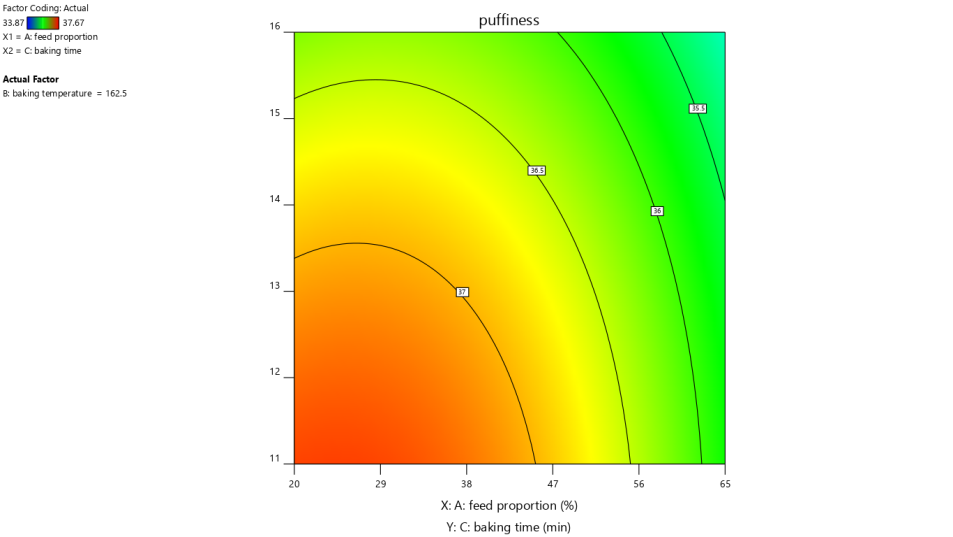 Factor Coding: Actual
33.87 37.67
X1 = A: feed proportion
X2 = C: baking time
Actual Factor
B: baking temperature = 162.5
puffiness
16
15
14
13
12
11
35.5
36.5
36
37
20 29 38 47 56 65
X: A: feed proportion (%)
Y: C: baking time (min)